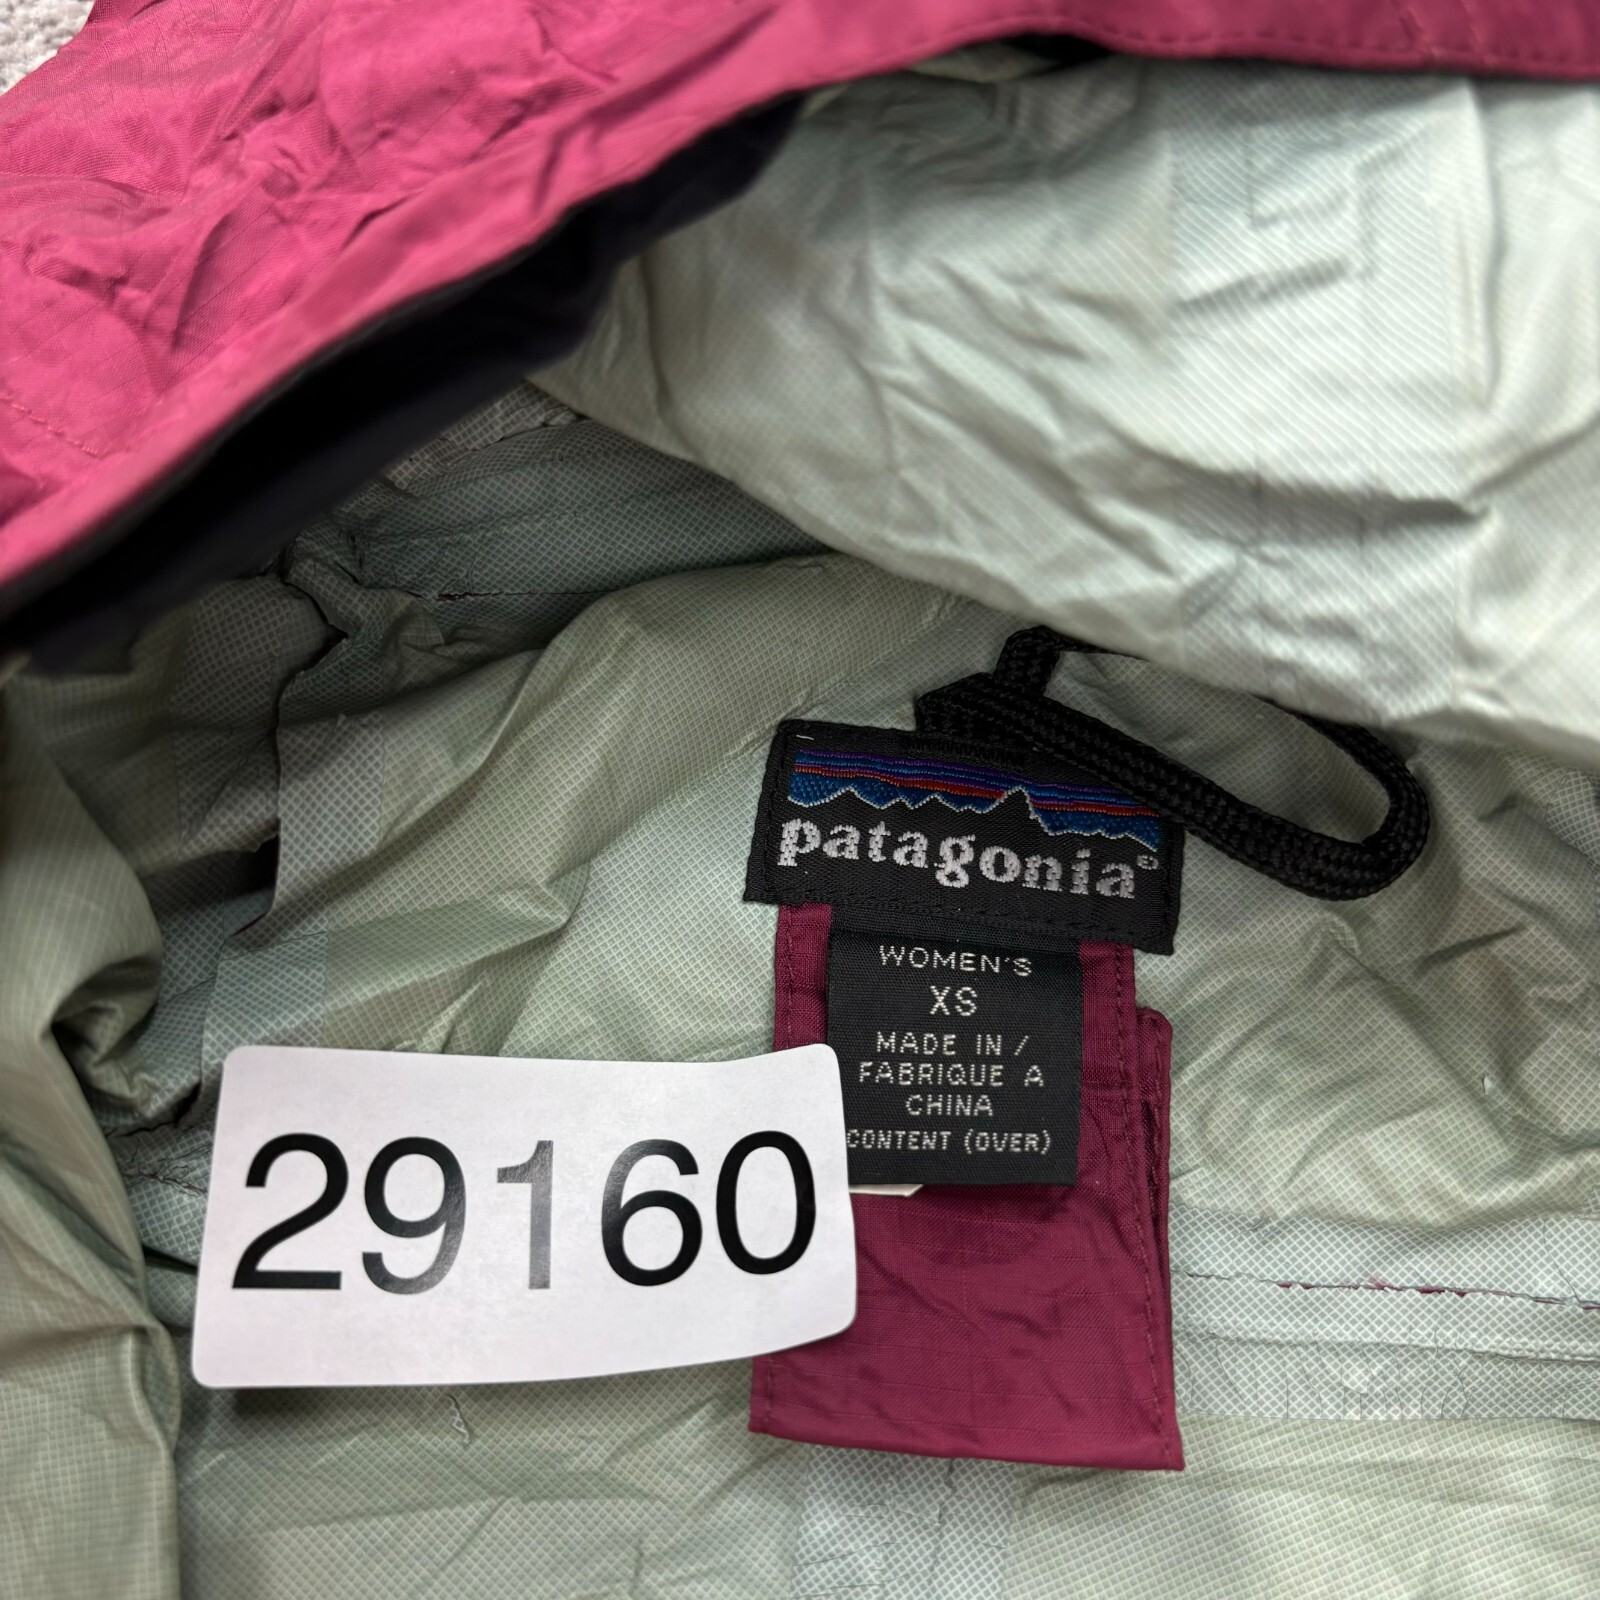 patagonia®
WOMEN'S
XS
MADE IN /
FABRIQUE A
CHINA
CONTENT (OVER)
29160